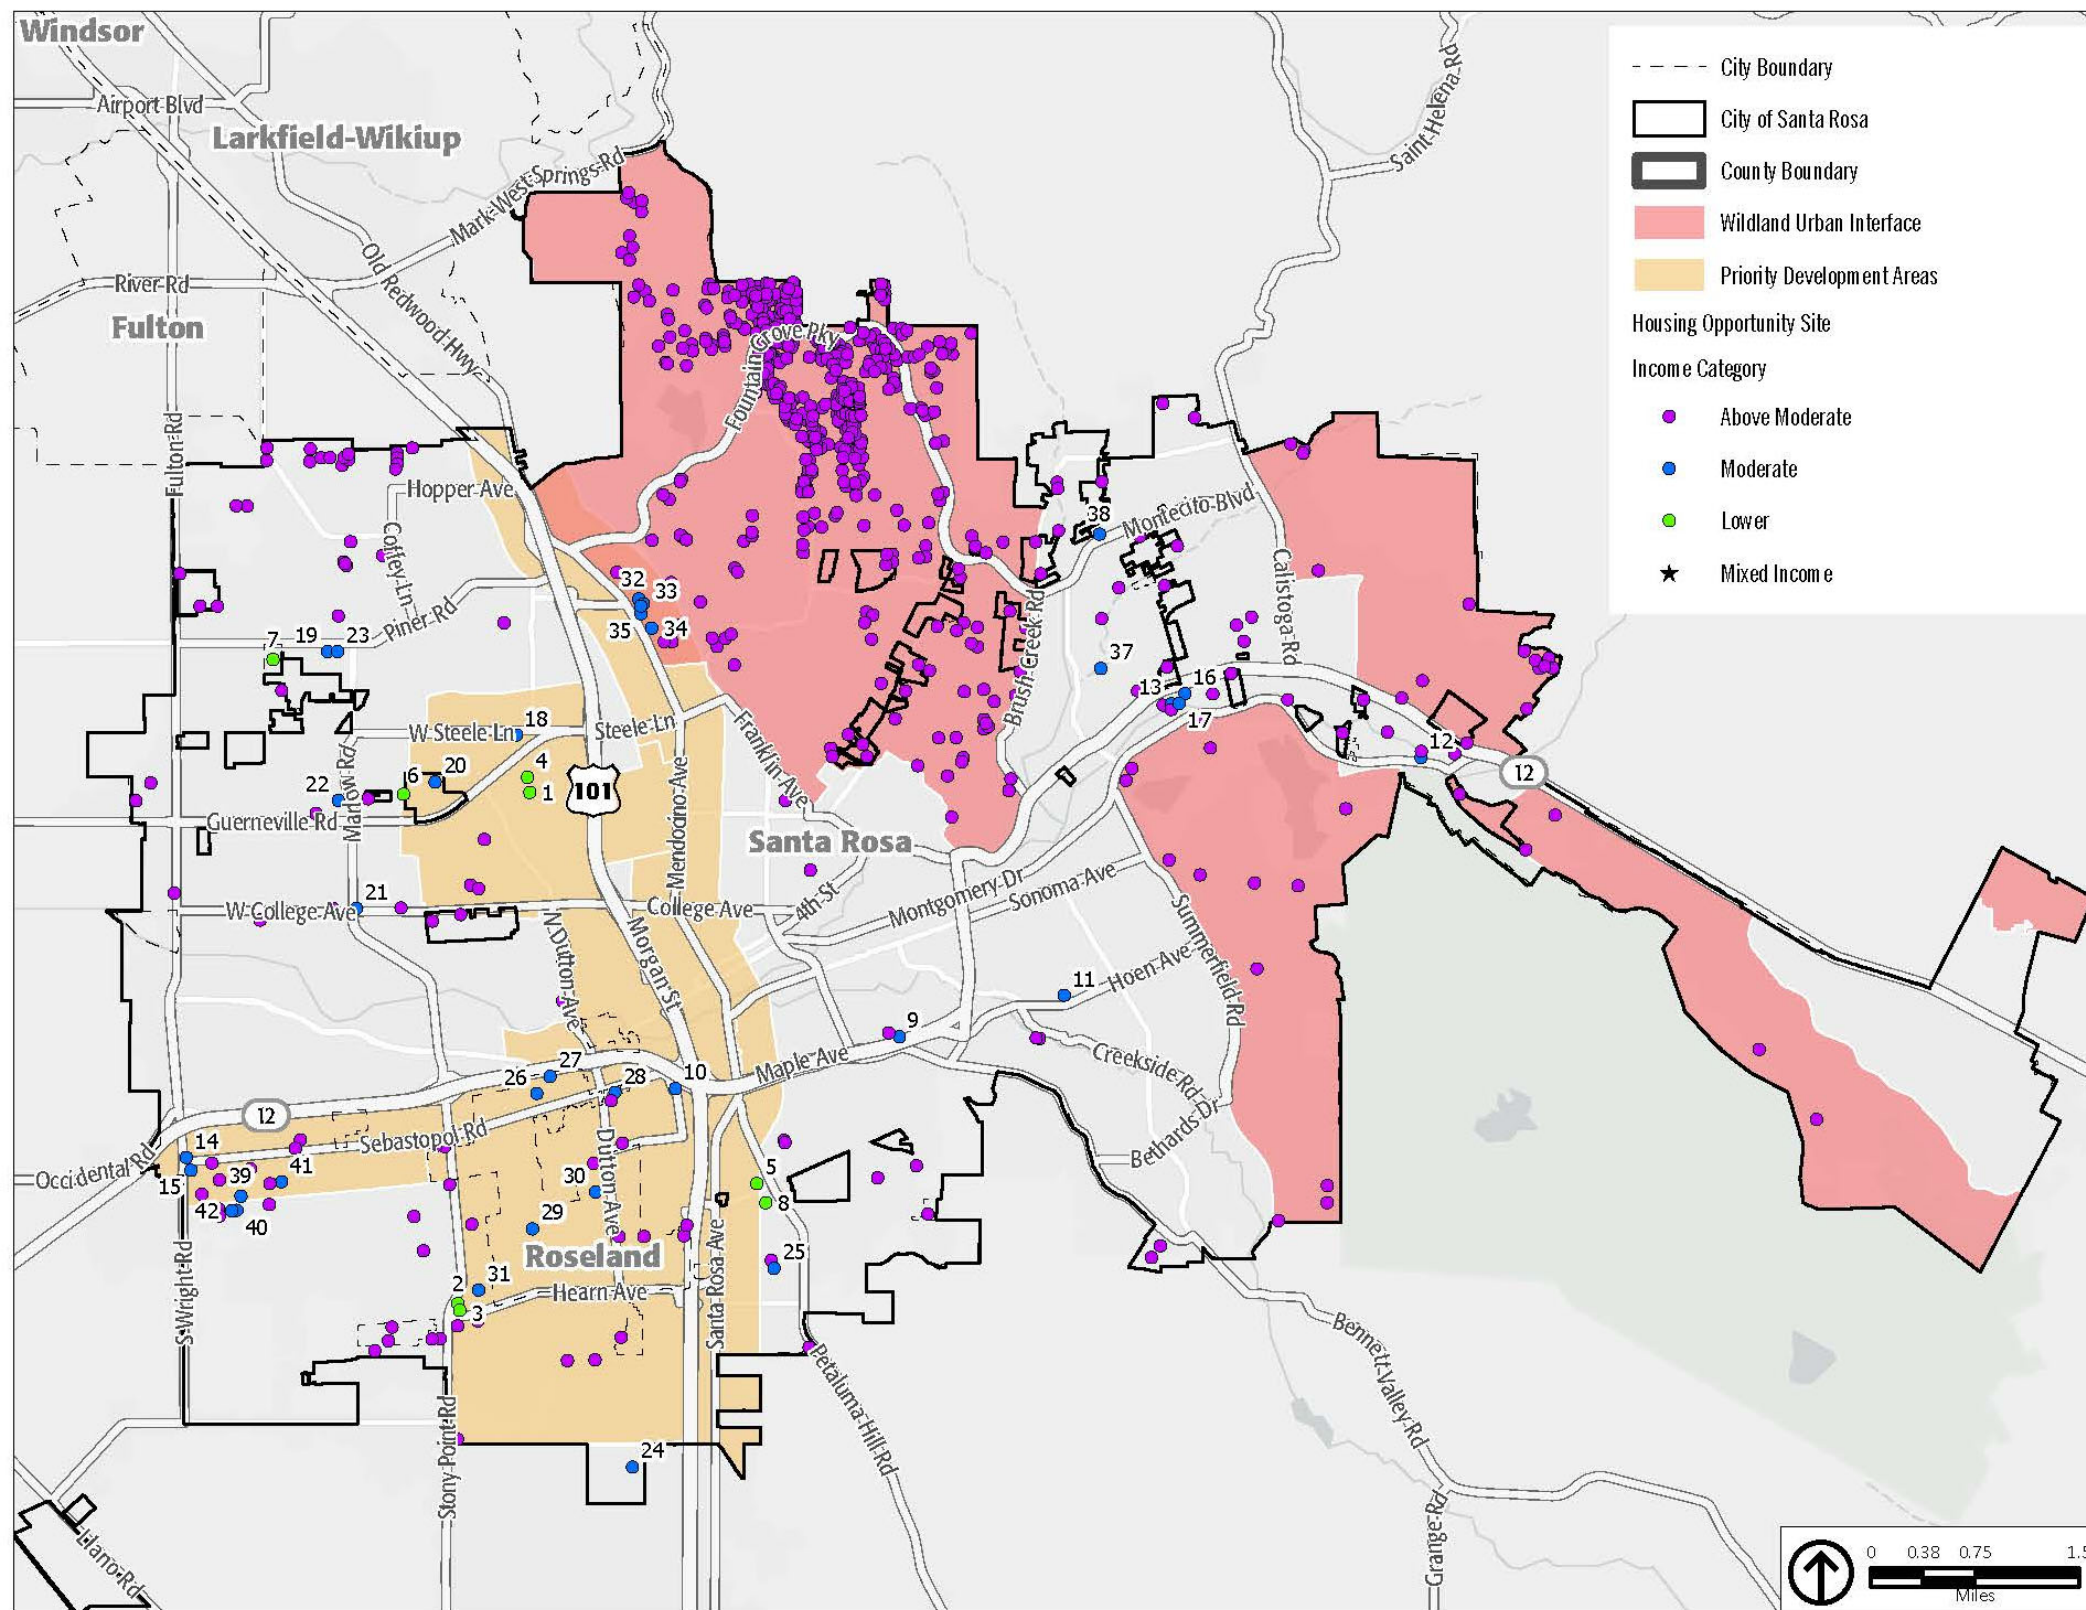 Windsor
Airport Blvd
Larkfield-Wikiup
Mark West Springs Rd
Saint Helena Rd
Old Redwood Hwy
River Rd
Fulton
Fountain Grove Pky
Fulton Rd
Hopper Ave
Coffey Ln
Piner Rd
38
Montecito Blvd
Calistoga Rd
32
33
35
34
7
19
23
37
Brush Creek Rd
13
16
17
12
12
18
W Steele Ln
Steele Ln
Franklin Ave
Marlow Rd
22
6
20
4
1
101
Guerneville Rd
Mendocino Ave
Santa Rosa
21
W College Ave
College Ave
4th St
Montgomery Dr
Sonoma Ave
N Dutton Ave
Morgan St
Summerfield Rd
11
Hoen Ave
9
Maple Ave
Creekside Rd
Bethards Dr
27
26
28
10
12
Sebastopol Rd
Occidental Rd
14
15
39
41
42
40
Dutton Ave
30
29
5
8
25
Roseland
S Wright Rd
2
31
3
Hearn Ave
Santa Rosa Ave
Petaluma Hill Rd
Bennett Valley Rd
Stony Point Rd
24
Grange Rd
Llano Rd
City Boundary
City of Santa Rosa
County Boundary
Wildland Urban Interface
Priority Development Areas
Housing Opportunity Site
Income Category
Above Moderate
Moderate
Lower
Mixed Income
0 0.38 0.75 1.5
Miles